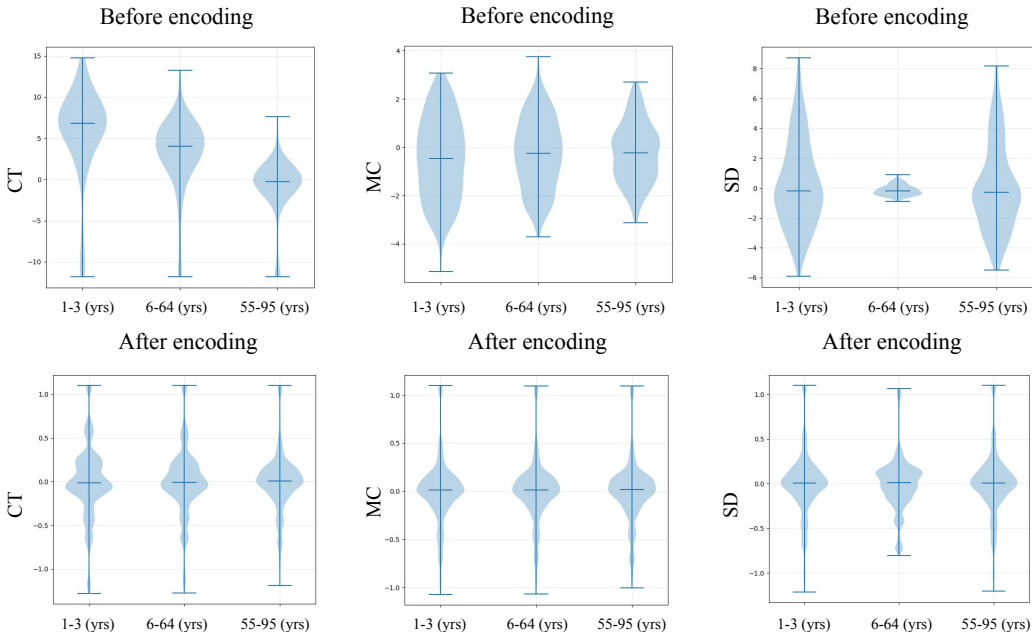 Before encoding
Before encoding
Before encoding
15
10
5
0
−5
−10
CT
1-3 (yrs)
6-64 (yrs)
55-95 (yrs)
4
2
0
−2
−4
MC
1-3 (yrs)
6-64 (yrs)
55-95 (yrs)
8
6
4
2
0
−2
−4
−6
SD
1-3 (yrs)
6-64 (yrs)
55-95 (yrs)
After encoding
After encoding
After encoding
1.0
0.5
0.0
−0.5
−1.0
CT
1-3 (yrs)
6-64 (yrs)
55-95 (yrs)
1.0
0.5
0.0
−0.5
−1.0
MC
1-3 (yrs)
6-64 (yrs)
55-95 (yrs)
1.0
0.5
0.0
−0.5
−1.0
SD
1-3 (yrs)
6-64 (yrs)
55-95 (yrs)